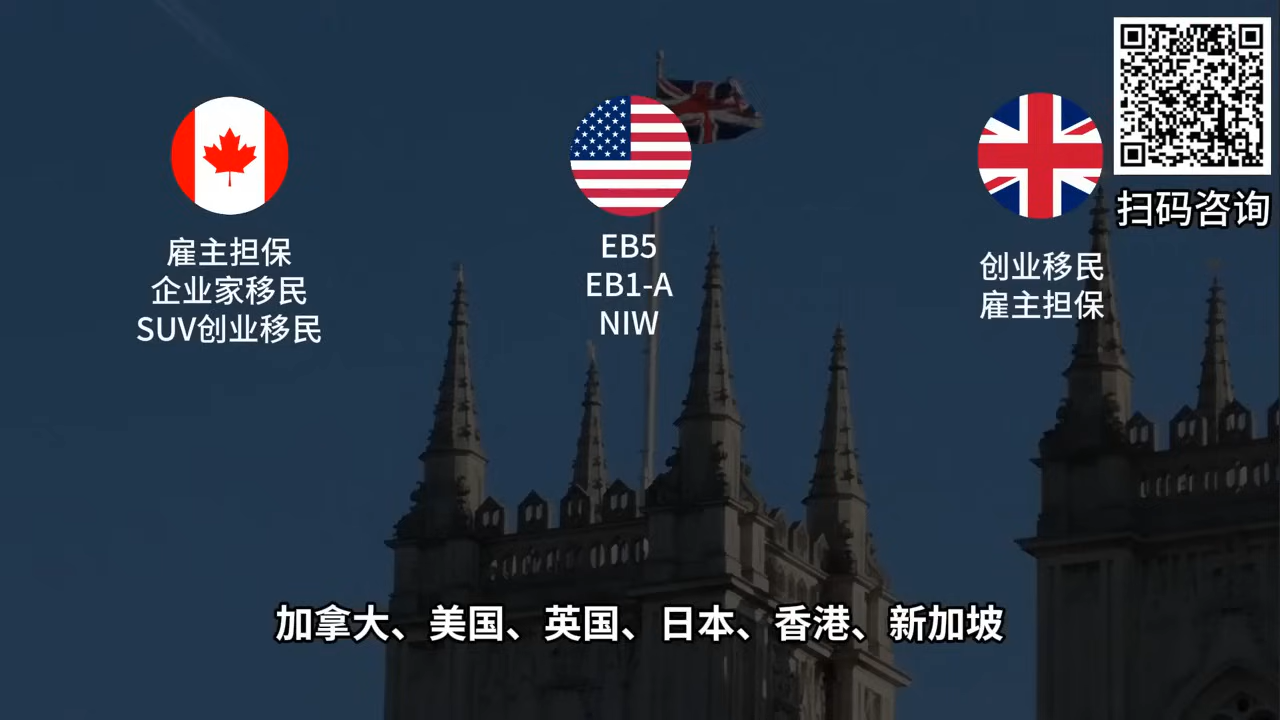 雇主担保
企业家移民
SUV创业移民
EB5
EB1-A
NIW
创业移民
雇主担保
扫码咨询
加拿大、美国、英国、日本、香港、新加坡